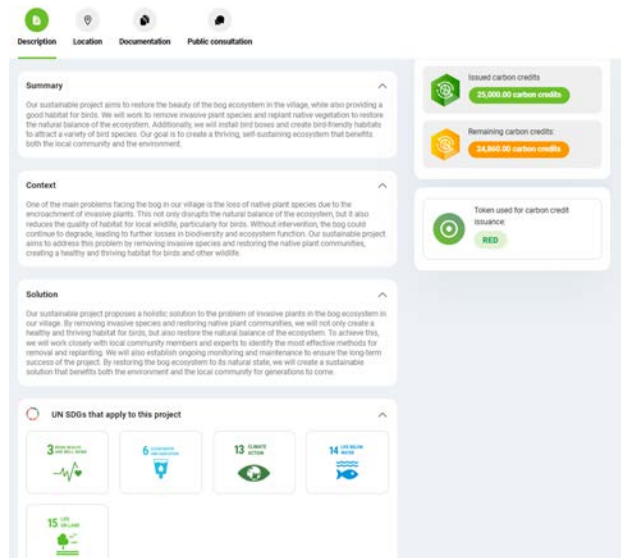 Description
Location
Documentation
Public consultation
Summary
Our sustainable project aims to restore the beauty of the bog ecosystem in the village, while also providing a
good habitat for birds. We will work to remove invasive plant species and replant native vegetation to restore
the natural balance of the ecosystem. Additionally, we will install bird boxes and create bird-friendly habitats
to attract a variety of bird species. Our goal is to create a thriving, self-sustaining ecosystem that benefits
both the local community and the environment.
Context
One of the main problems facing the bog in our village is the loss of native plant species due to the
encroachment of invasive plants. This not only disrupts the natural balance of the ecosystem, but it also
reduces the quality of habitat for local wildlife, particularly for birds. Without intervention, the bog could
continue to degrade, leading to further losses in biodiversity and ecosystem function. Our sustainable project
aims to address this problem by removing invasive species and restoring the native plant communities,
creating a healthy and thriving habitat for birds and other wildlife.
Solution
Our sustainable project proposes a holistic solution to the problem of invasive plants in the bog ecosystem in
our village. By removing invasive species and restoring native plant communities, we will not only create a
healthy and thriving habitat for birds, but also restore the natural balance of the ecosystem. To achieve this,
we will work closely with local community members and experts to identify the most effective methods for
removal and replanting. We will also establish ongoing monitoring and maintenance to ensure the long-term
success of the project. By restoring the bog ecosystem to its natural state, we will create a sustainable
solution that benefits both the environment and the local community for generations to come.
UN SDGs that apply to this project
3 GOOD HEALTH
AND WELL-BEING
6 CLEAN WATER
AND SANITATION
13 CLIMATE
ACTION
14 LIFE BELOW
WATER
15 LIFE
ON LAND
Issued carbon credits
25,000.00 carbon credits
Remaining carbon credits:
24,860.00 carbon credits
Token used for carbon credit
issuance:
RED